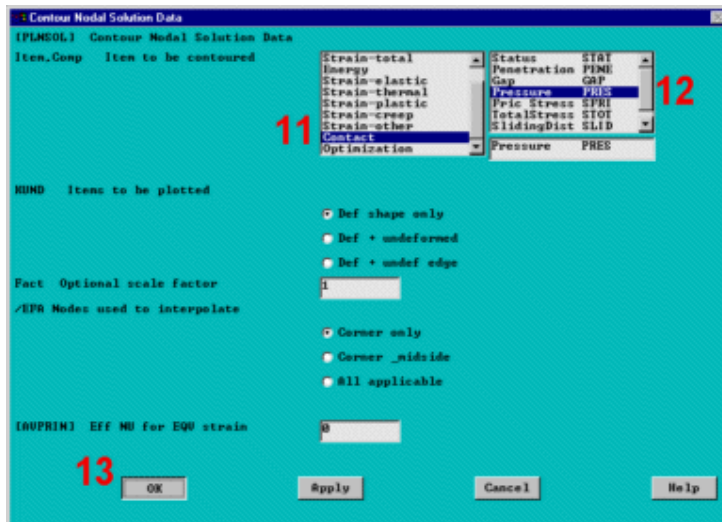 Contour Nodal Solution Data
[PLNSOL] Contour Nodal Solution Data
Item,Comp Item to be contoured
Strain-total
Energy
Strain-elastic
Strain-thermal
Strain-plastic
Strain-creep
Strain-other
Contact
Optimization
11
Status STAT
Penetration PENE
Gap GAP
Pressure PRES
Fric Stress SFRI
TotalStress STOT
SlidingDist SLID
Pressure PRES
12
KUND Items to be plotted
Def shape only
Def + undeformed
Def + undef edge
Fact Optional scale factor
1
/EFA Nodes used to interpolate
Corner only
Corner _midside
All applicable
[AVPRIN] Eff NU for EQV strain
0
13
OK Apply Cancel Help